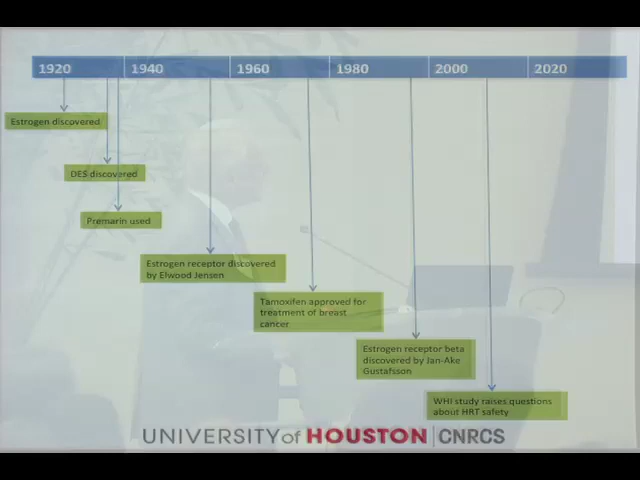 1920 1940 1960 1980 2000 2020
Estrogen discovered
DES discovered
Premarin used
Estrogen receptor discovered
by Elwood Jensen
Tamoxifen approved for
treatment of breast
cancer
Estrogen receptor beta
discovered by Jan-Ake
Gustafsson
WHI study raises questions
about HRT safety
UNIVERSITY of HOUSTON | CNRCS